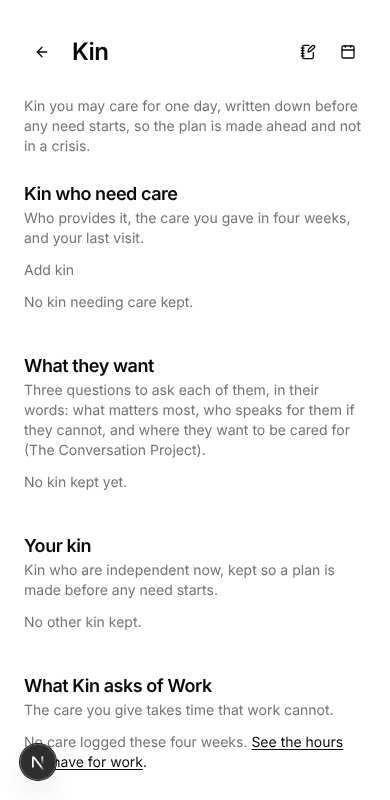 Kin
Kin you may care for one day, written down before
any need starts, so the plan is made ahead and not
in a crisis.
Kin who need care
Who provides it, the care you gave in four weeks,
and your last visit.
Add kin
No kin needing care kept.
What they want
Three questions to ask each of them, in their
words: what matters most, who speaks for them if
they cannot, and where they want to be cared for
(The Conversation Project).
No kin kept yet.
Your kin
Kin who are independent now, kept so a plan is
made before any need starts.
No other kin kept.
What Kin asks of Work
The care you give takes time that work cannot.
No care logged these four weeks. See the hours
have for work.
N